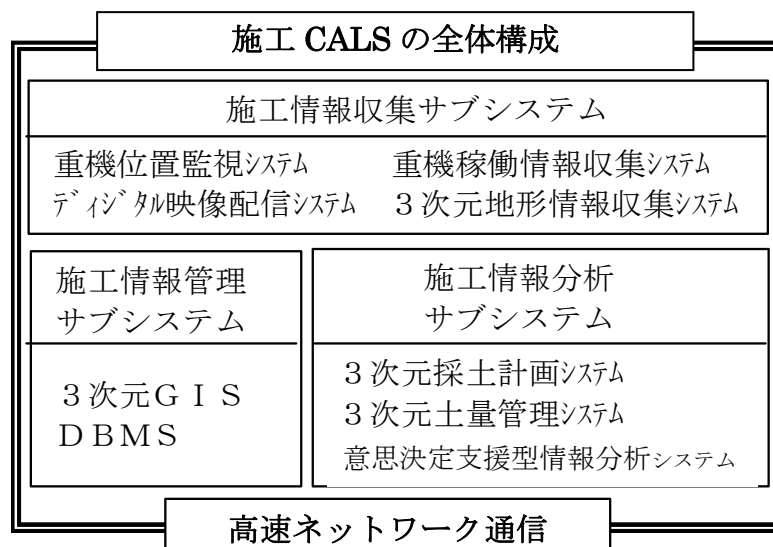 施工 CALS の全体構成
施工情報収集サブシステム
重機位置監視ｼｽﾃﾑ　重機稼働情報収集ｼｽﾃﾑ
ﾃﾞｨｼﾞﾀﾙ映像配信ｼｽﾃﾑ　３次元地形情報収集ｼｽﾃﾑ
施工情報管理
サブシステム
３次元ＧＩＳ
ＤＢＭＳ
施工情報分析
サブシステム
３次元採土計画ｼｽﾃﾑ
３次元土量管理ｼｽﾃﾑ
意思決定支援型情報分析システム
高速ネットワーク通信